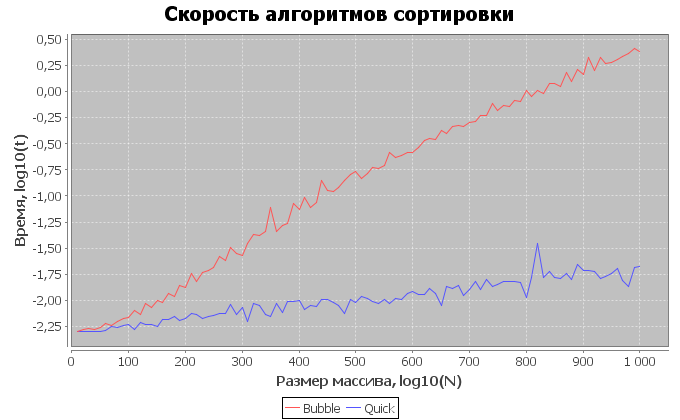 Скорость алгоритмов сортировки
Время, log10(t)
0,50
0,25
0,00
-0,25
-0,50
-0,75
-1,00
-1,25
-1,50
-1,75
-2,00
-2,25
0 100 200 300 400 500 600 700 800 900 1 000
Размер массива, log10(N)
Bubble Quick